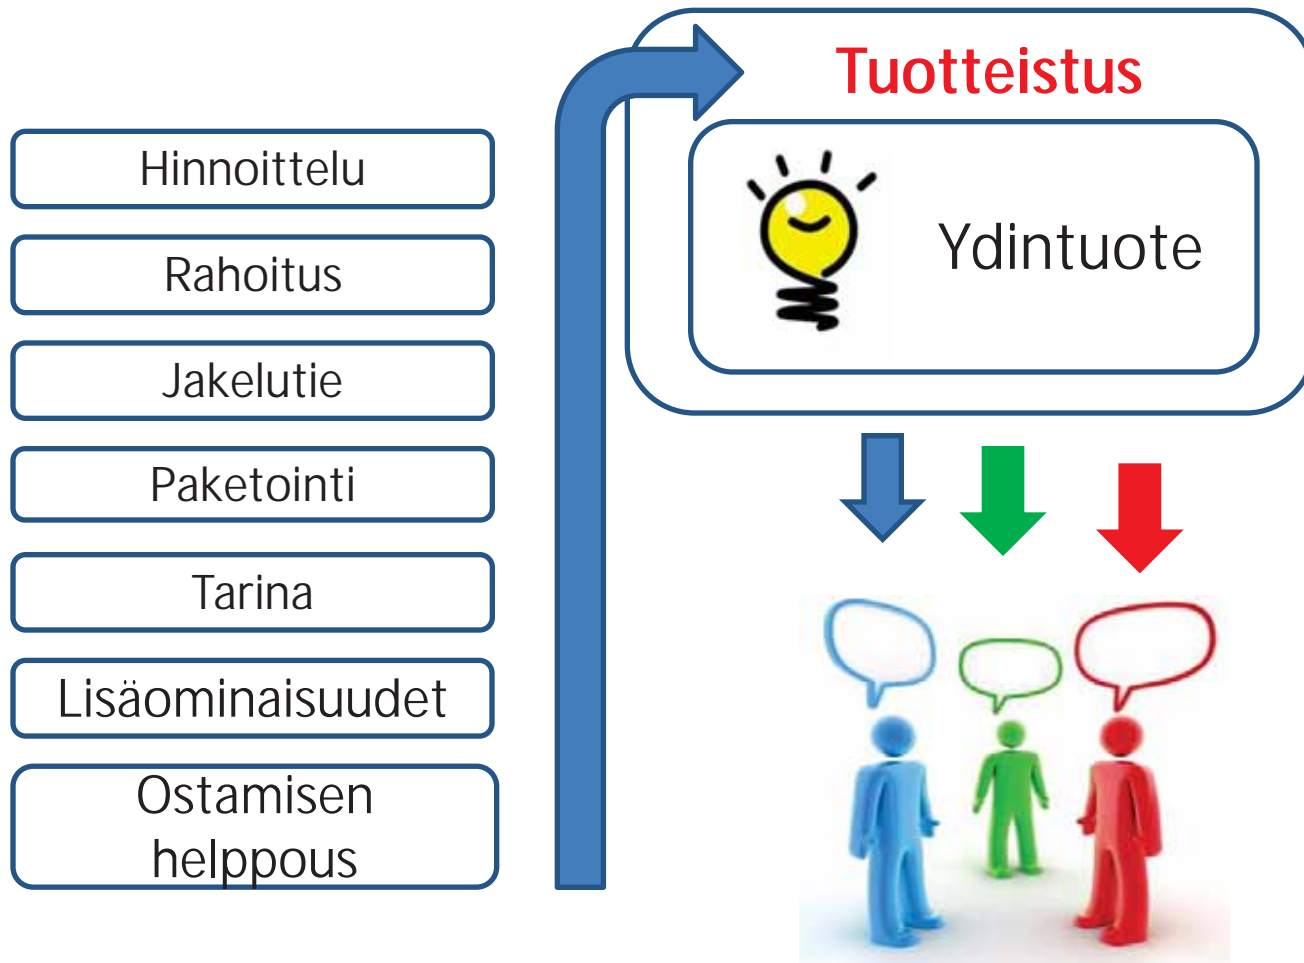 Tuotteistus
Ydintuote
Hinnoittelu
Rahoitus
Jakelutie
Paketointi
Tarina
Lisäominaisuudet
Ostamisen
helppous